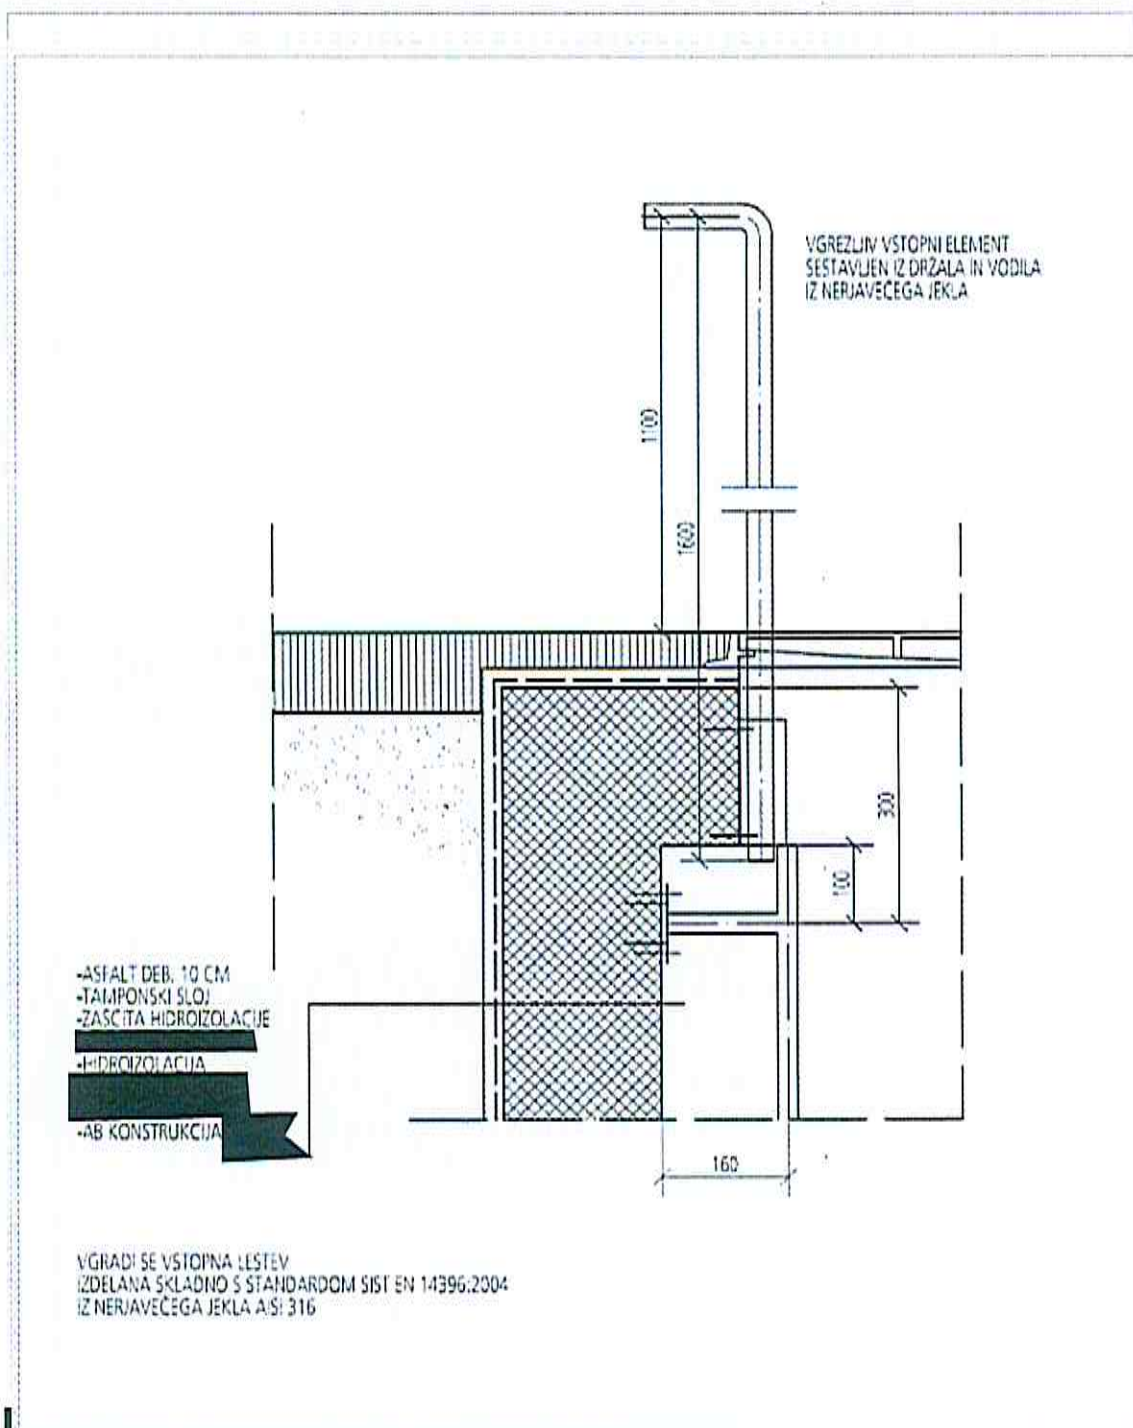 VGREZLJIV VSTOPNI ELEMENT
SESTAVLJEN IZ DRŽALA IN VODILA
IZ NERJAVEČEGA JEKLA
1100
1600
300
100
-ASFALT DEB. 10 CM
-TAMPONSKI SLOJ
-ZAŠČITA HIDROIZOLACIJE
-HIDROIZOLACIJA
-AB KONSTRUKCIJA
160
VGRADI SE VSTOPNA LESTEV
IZDELANA SKLADNO S STANDARDOM SIST EN 14396:2004
IZ NERJAVEČEGA JEKLA AISI 316